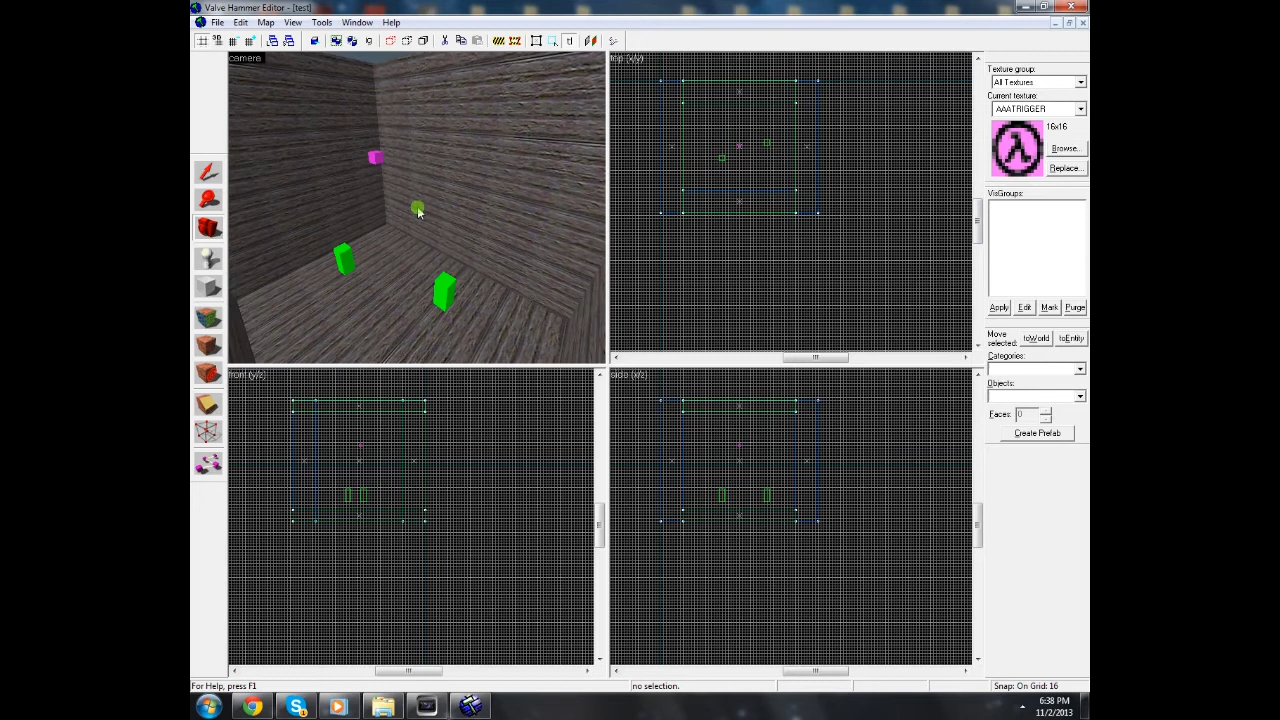 Valve Hammer Editor - [test]
File Edit Map View Tools Window Help
camera
top (x/y)
front (y/z)
side (x/z)
Texture group:
All Textures
Current texture:
AAATRIGGER
16x16
Browse...
Replace...
VisGroups:
Apply Edit Mark Purge
Move
selected:
toWorld toEntity
Categories:
Objects:
Faces: 0
Create Prefab
For Help, press F1
no selection.
Snap: On Grid: 16
6:38 PM
11/2/2013